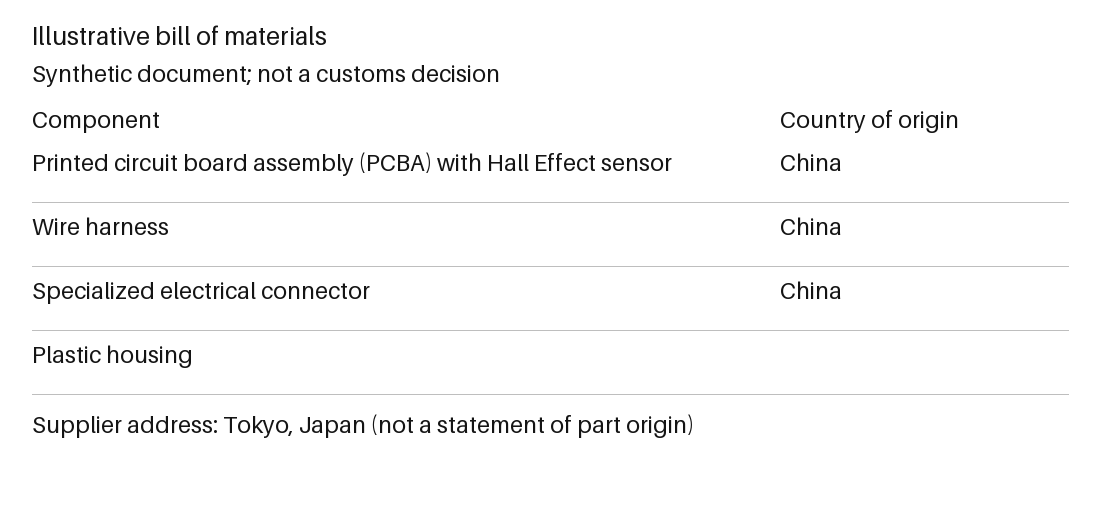 Illustrative bill of materials
Synthetic document; not a customs decision
Component Country of origin
Printed circuit board assembly (PCBA) with Hall Effect sensor China
Wire harness China
Specialized electrical connector China
Plastic housing
Supplier address: Tokyo, Japan (not a statement of part origin)